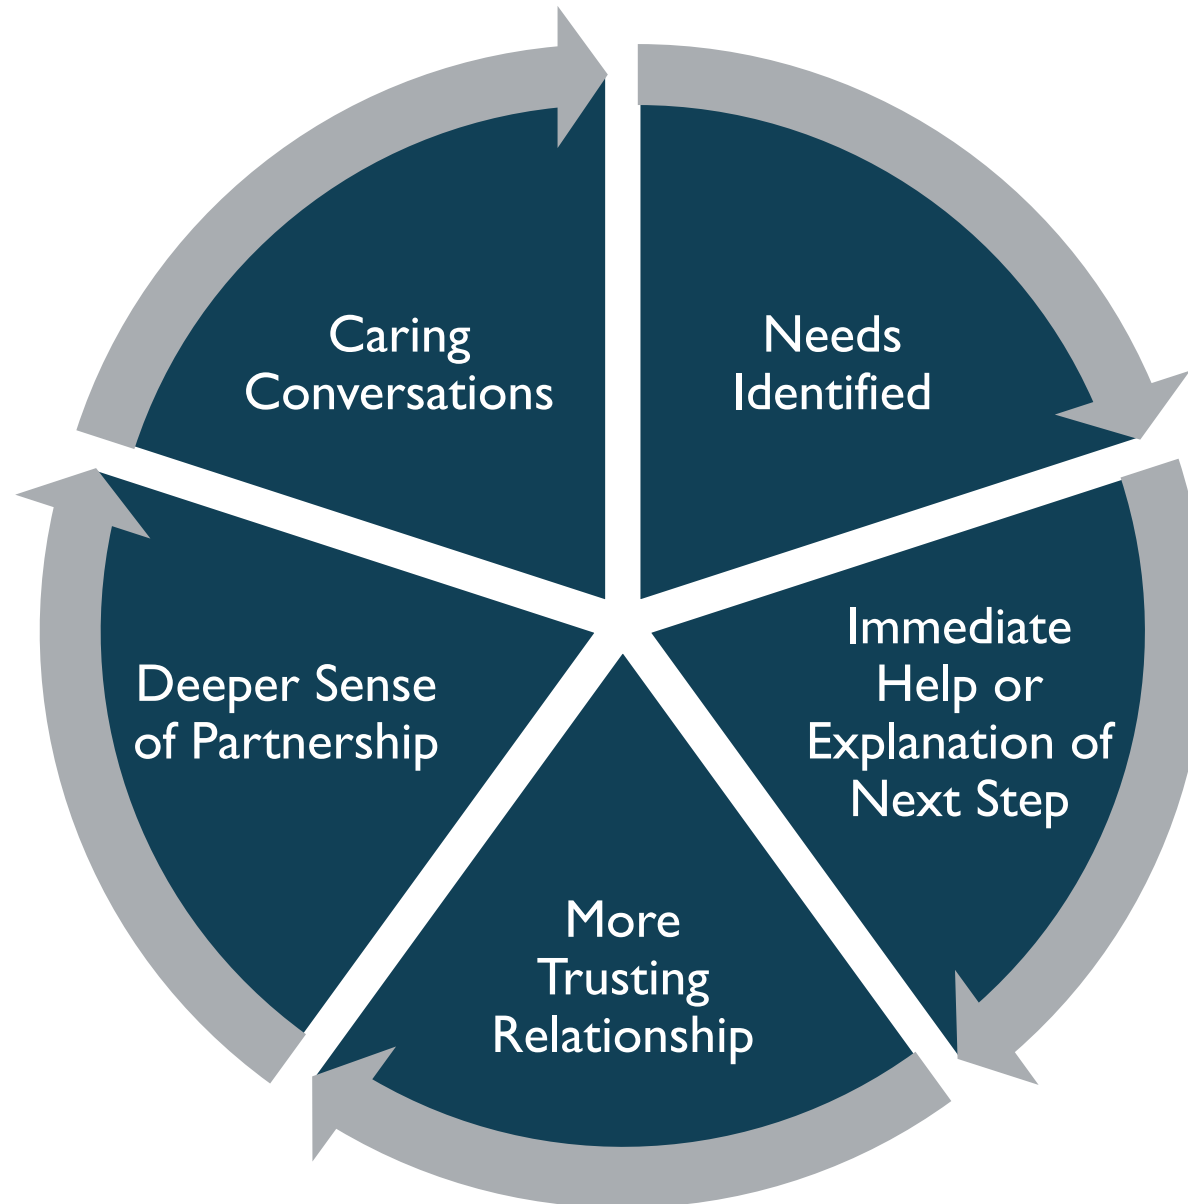 Caring
Conversations
Needs
Identified
Immediate
Help or
Explanation of
Next Step
More
Trusting
Relationship
Deeper Sense
of Partnership